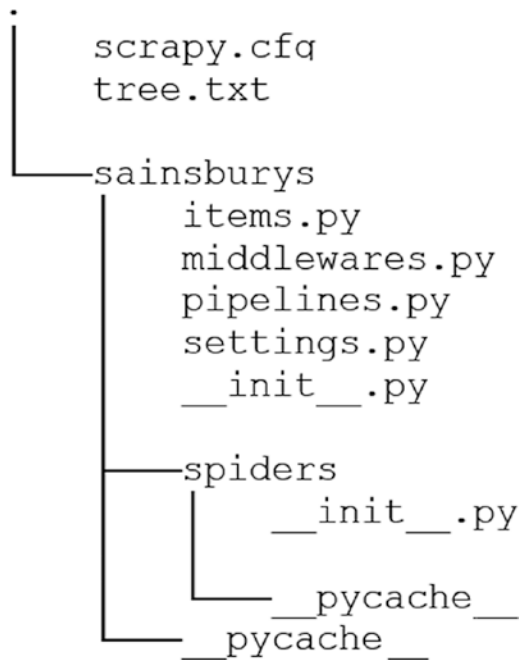 .
scrapy.cfg
tree.txt
sainsburys
items.py
middlewares.py
pipelines.py
settings.py
__init__.py
spiders
__init__.py
__pycache__
__pycache__